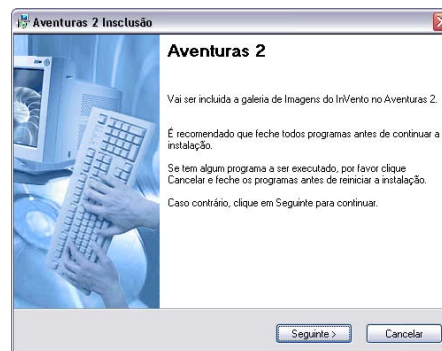 Aventuras 2 Insclusão
Aventuras 2
Vai ser incluida a galeria de Imagens do InVento no Aventuras 2.
É recomendado que feche todos programas antes de continuar a
instalação.
Se tem algum programa a ser executado, por favor clique
Cancelar e feche os programas antes de reiniciar a instalação.
Caso contrário, clique em Seguinte para continuar.
Seguinte >
Cancelar